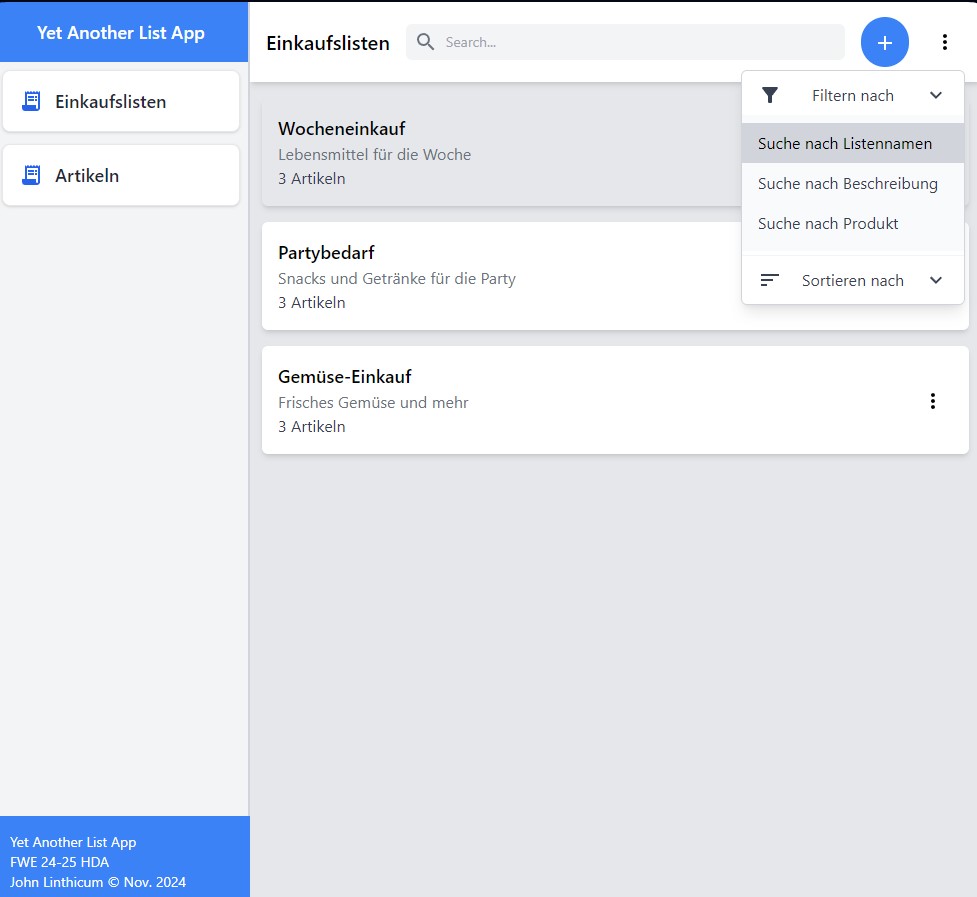 Yet Another List App
Einkaufslisten
Artikeln
Einkaufslisten
Search...
+
Filtern nach
Suche nach Listennamen
Suche nach Beschreibung
Suche nach Produkt
Sortieren nach
Wocheneinkauf
Lebensmittel für die Woche
3 Artikeln
Partybedarf
Snacks und Getränke für die Party
3 Artikeln
Gemüse-Einkauf
Frisches Gemüse und mehr
3 Artikeln
Yet Another List App
FWE 24-25 HDA
John Linthicum © Nov. 2024